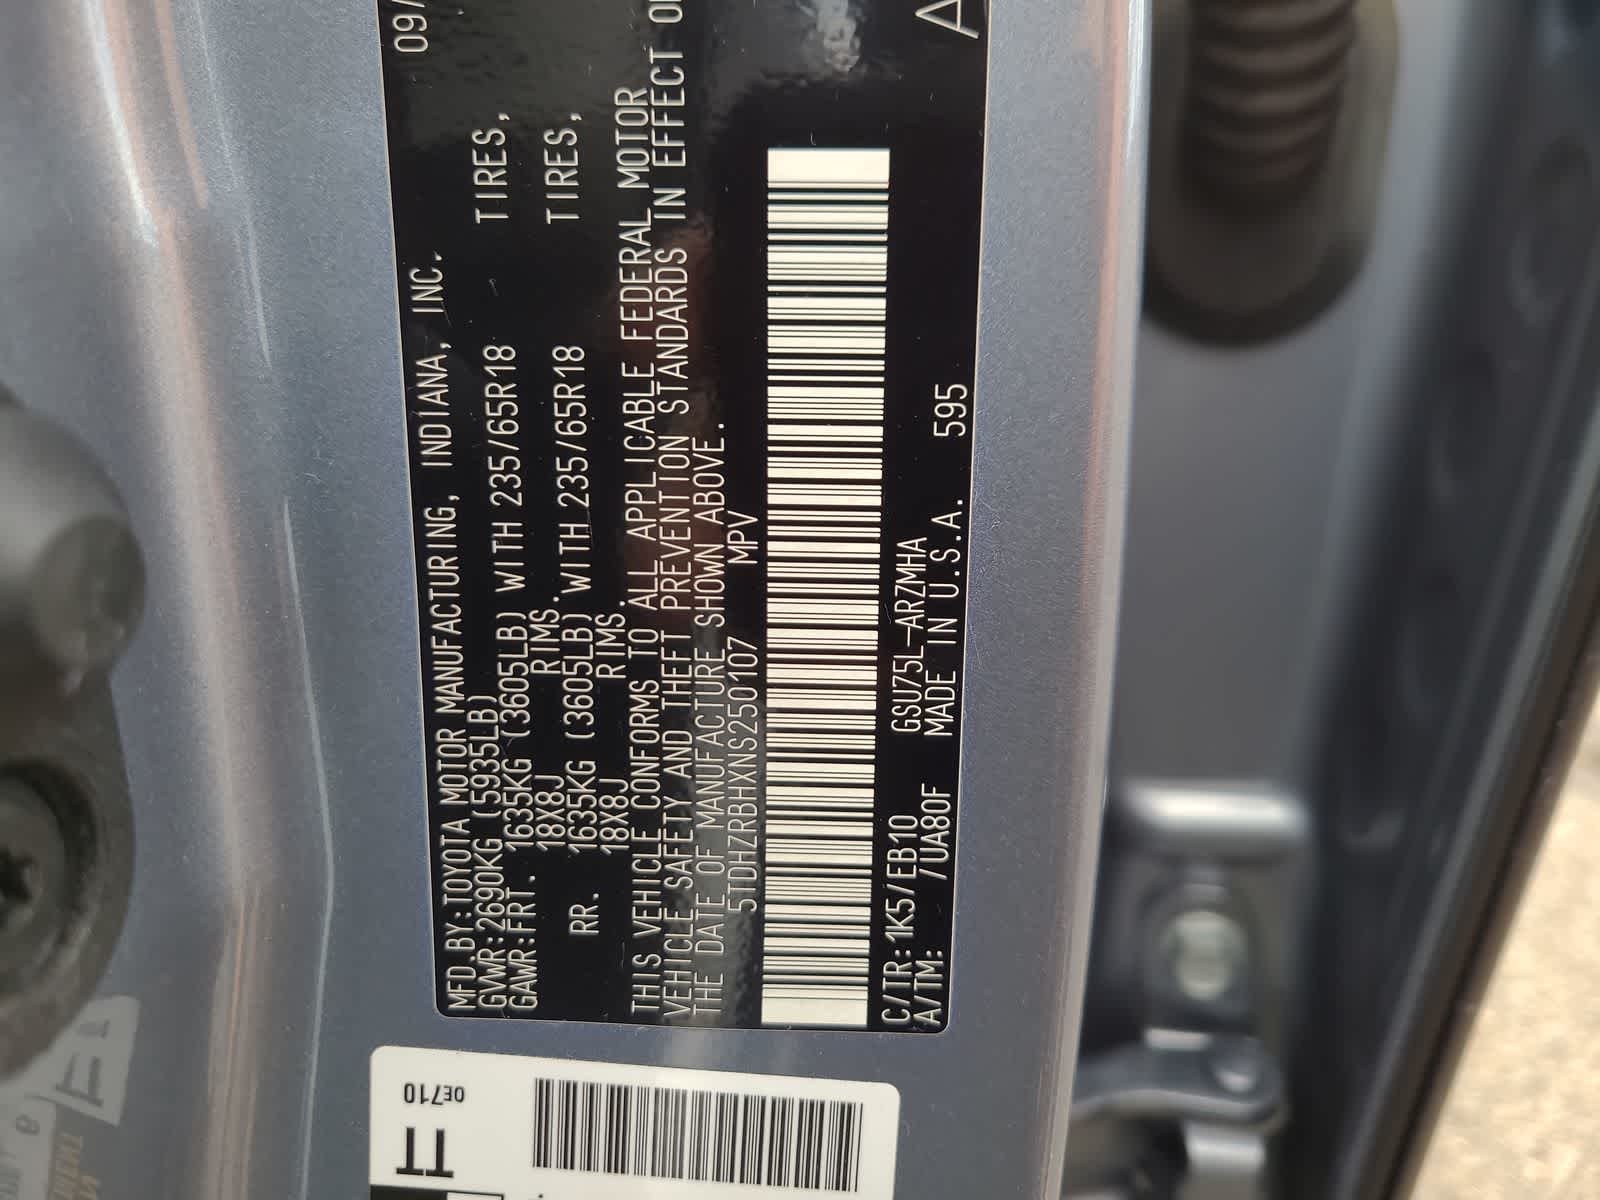 09/
MFD.BY:TOYOTA MOTOR MANUFACTURING, INDIANA, INC.
GVWR:2690KG (5935LB)
GAWR:FRT. 1635KG (3605LB) WITH 235/65R18 TIRES,
18X8J RIMS.
RR. 1635KG (3605LB) WITH 235/65R18 TIRES,
18X8J RIMS.
THIS VEHICLE CONFORMS TO ALL APPLICABLE FEDERAL MOTOR
VEHICLE SAFETY AND THEFT PREVENTION STANDARDS IN EFFECT
THE DATE OF MANUFACTURE SHOWN ABOVE.
5TDHZRBHXNS250107 MPV
C/TR:1K5/EB10 GSU75L-ARZMHA
A/TM: /UA80F MADE IN U.S.A. 595
A
0E710
TT